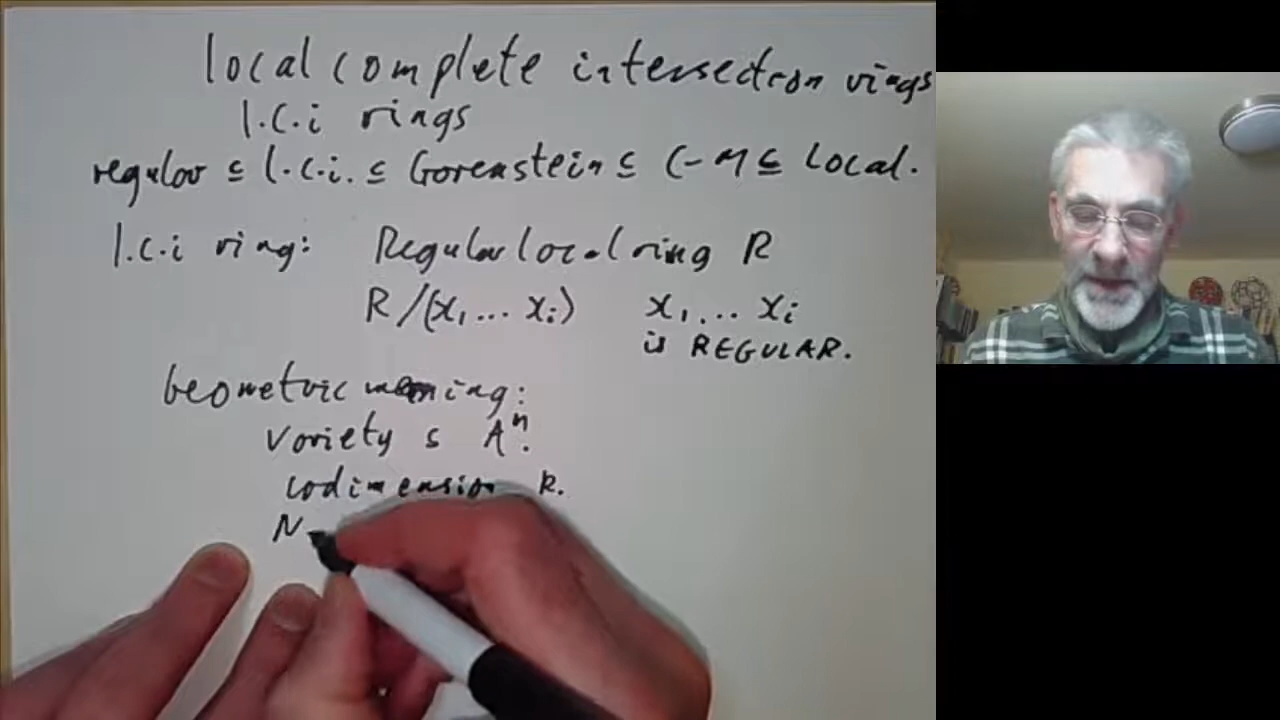 local complete intersection rings
l.c.i rings
regular ⊆ l.c.i. ⊆ Gorenstein ⊆ C-M ⊆ Local.
l.c.i ring: Regular local ring R
R/(x₁ ... xᵢ) x₁ ... xᵢ
is REGULAR.
Geometric meaning:
Variety ⊆ Aⁿ.
codimension k.
N